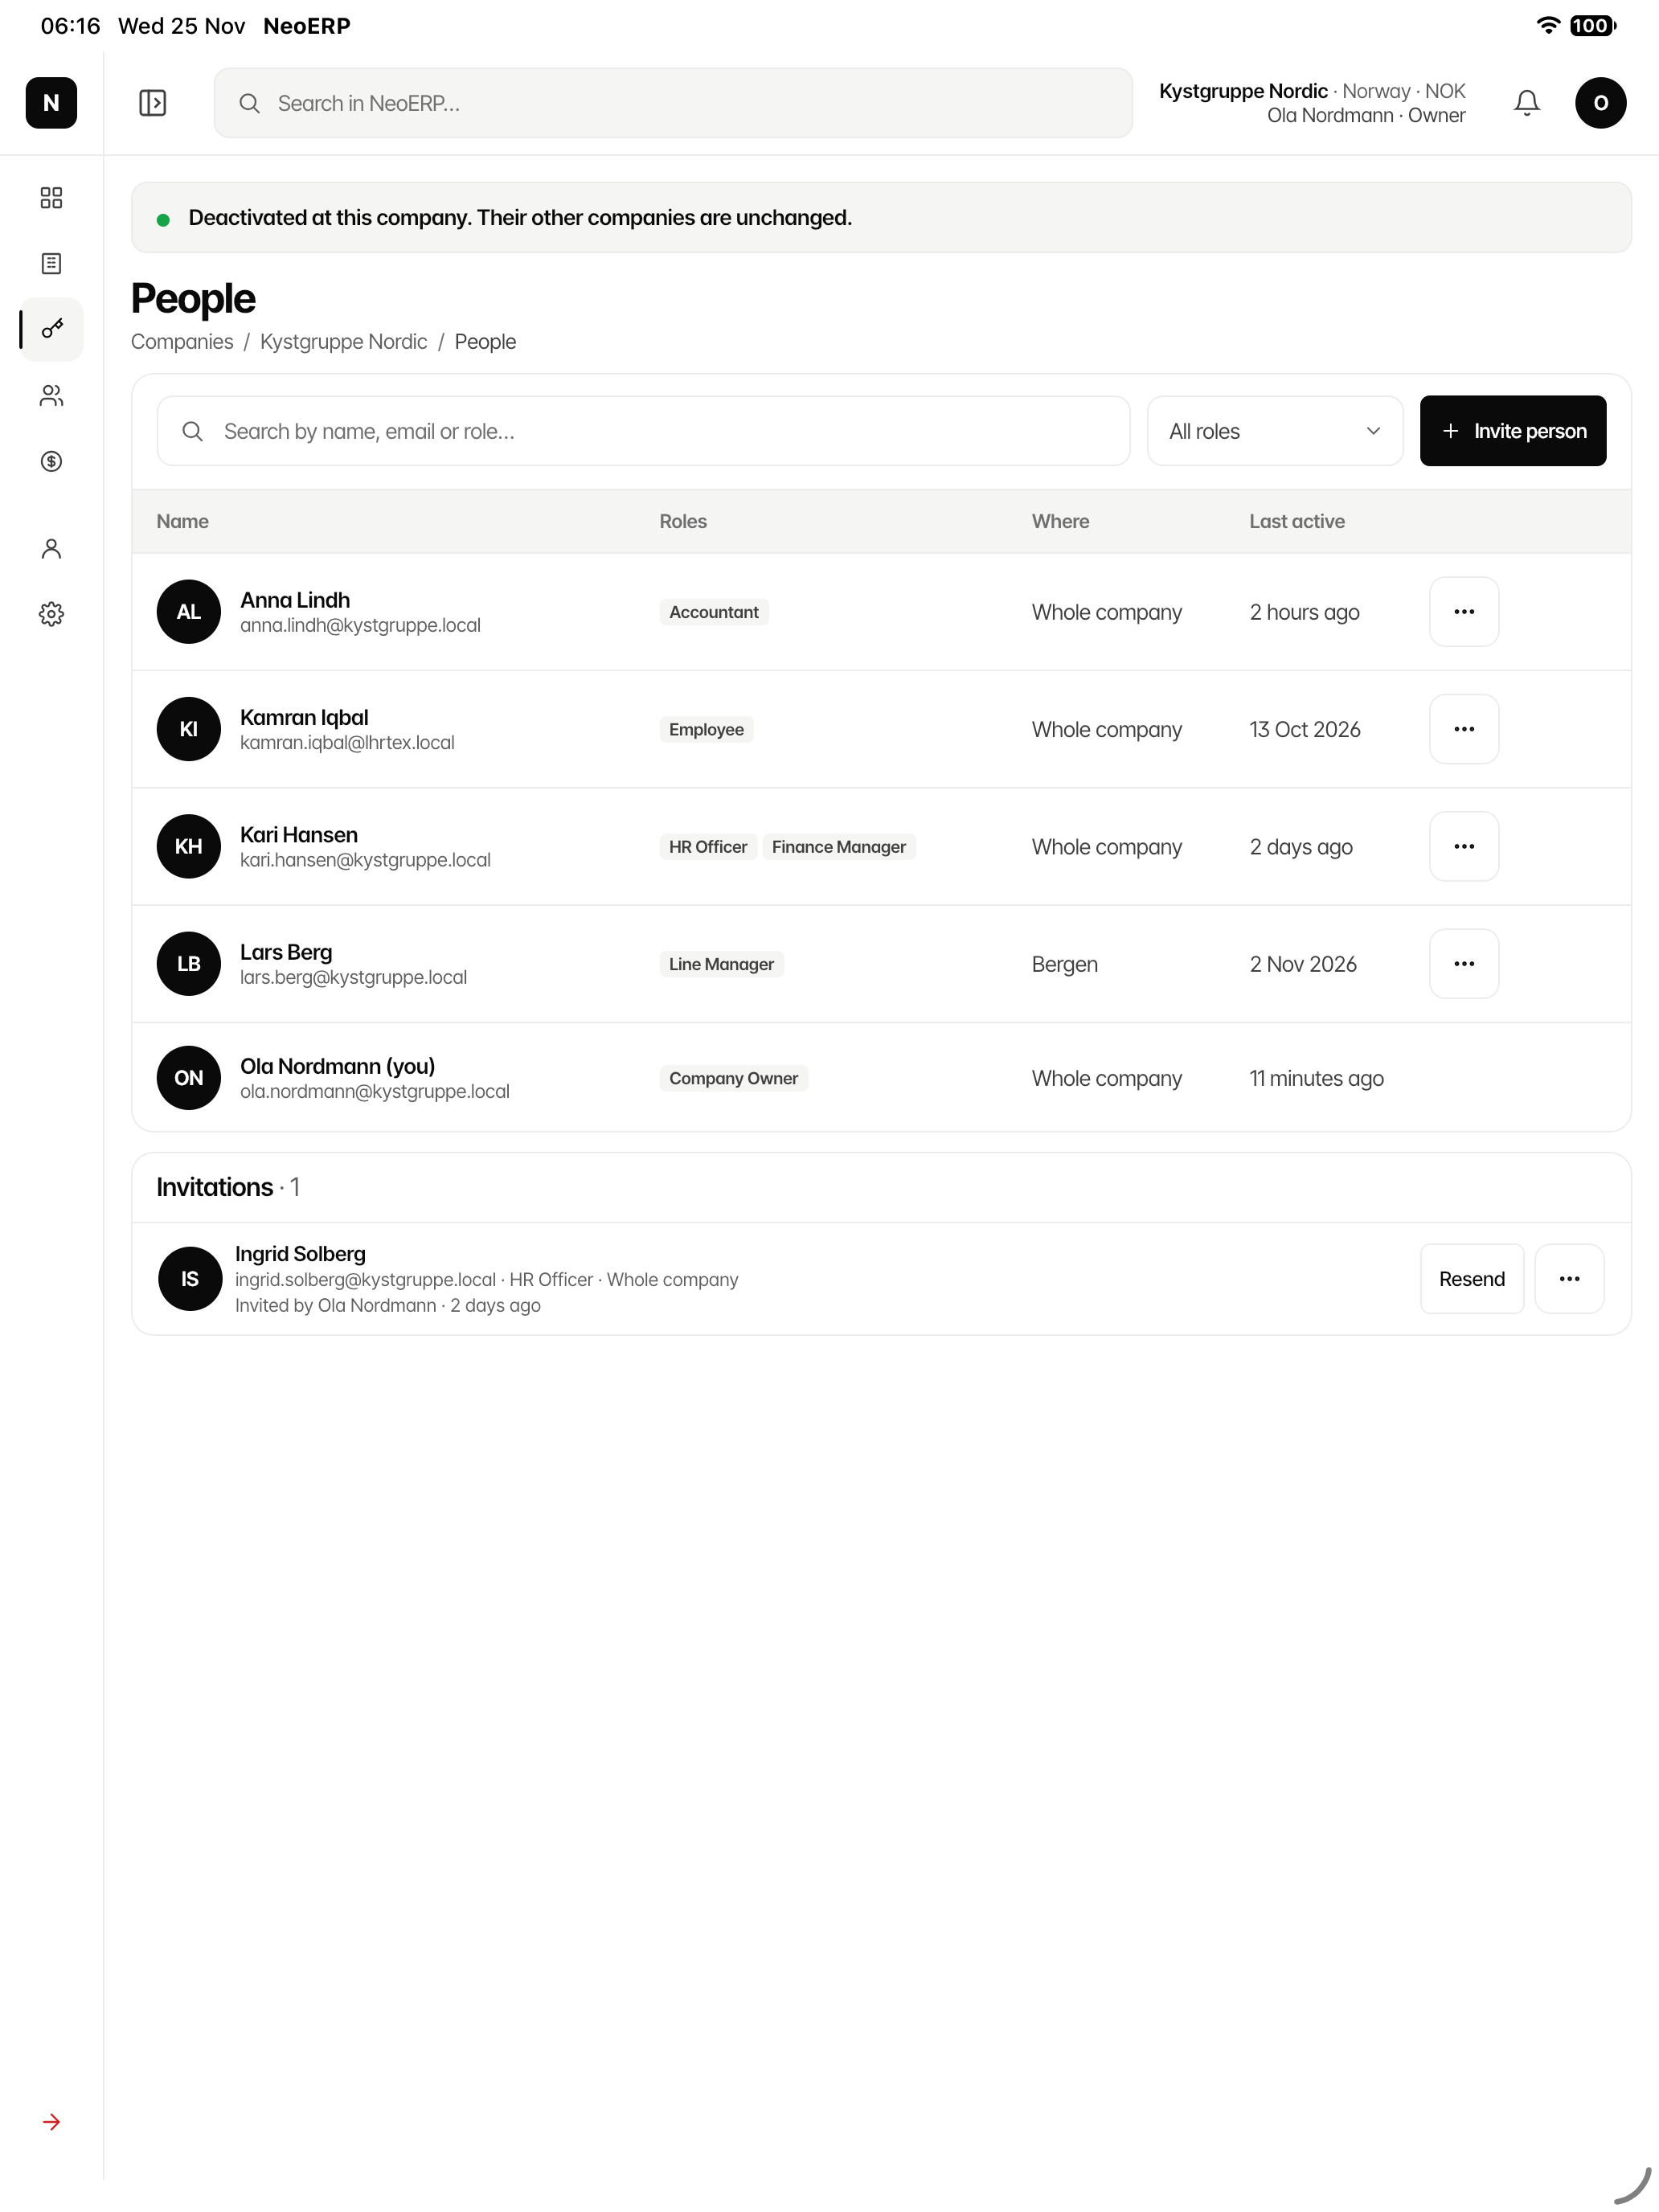 06:16 Wed 25 Nov NeoERP
100
N
Search in NeoERP...
Kystgruppe Nordic · Norway · NOK
Ola Nordmann · Owner
O
Deactivated at this company. Their other companies are unchanged.
People
Companies / Kystgruppe Nordic / People
Search by name, email or role...
All roles
+ Invite person
Name Roles Where Last active
AL
Anna Lindh
anna.lindh@kystgruppe.local
Accountant
Whole company
2 hours ago
KI
Kamran Iqbal
kamran.iqbal@lhrtex.local
Employee
Whole company
13 Oct 2026
KH
Kari Hansen
kari.hansen@kystgruppe.local
HR Officer Finance Manager
Whole company
2 days ago
LB
Lars Berg
lars.berg@kystgruppe.local
Line Manager
Bergen
2 Nov 2026
ON
Ola Nordmann (you)
ola.nordmann@kystgruppe.local
Company Owner
Whole company
11 minutes ago
Invitations · 1
IS
Ingrid Solberg
ingrid.solberg@kystgruppe.local · HR Officer · Whole company
Invited by Ola Nordmann · 2 days ago
Resend